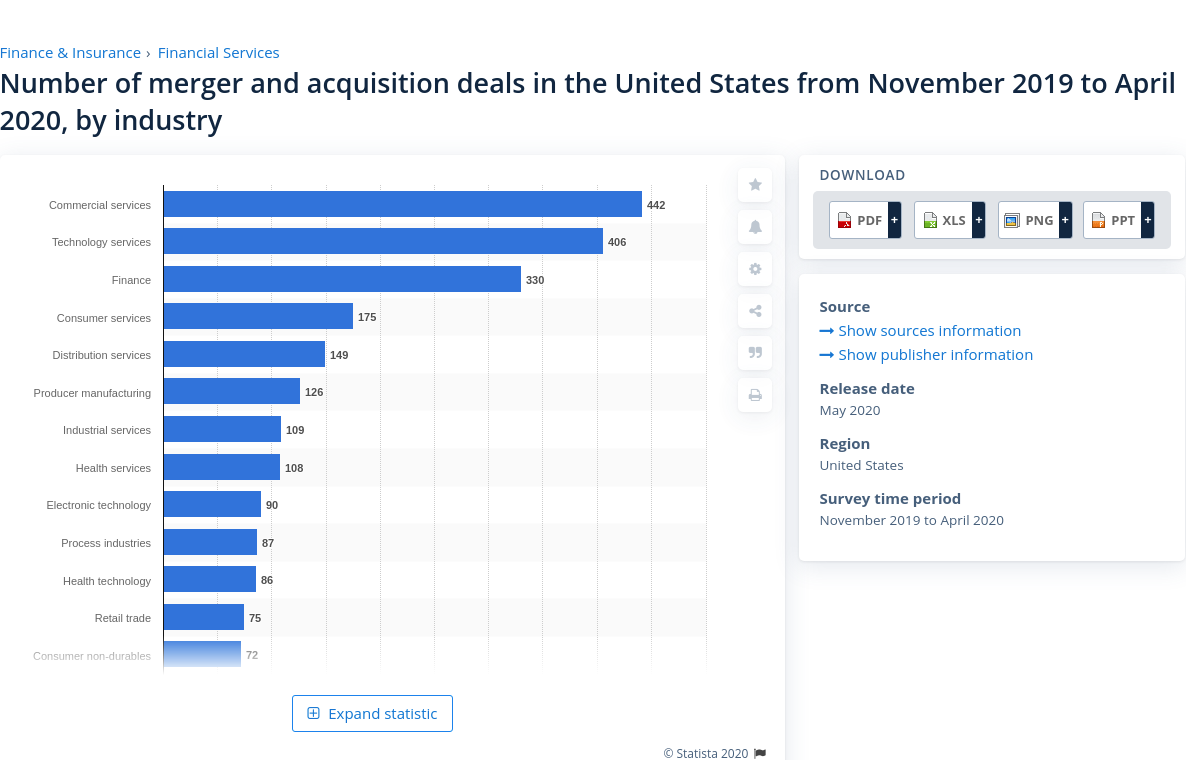 Finance & Insurance › Financial Services
Number of merger and acquisition deals in the United States from November 2019 to April
2020, by industry
Commercial services 442
Technology services 406
Finance 330
Consumer services 175
Distribution services 149
Producer manufacturing 126
Industrial services 109
Health services 108
Electronic technology 90
Process industries 87
Health technology 86
Retail trade 75
Consumer non-durables 72
Expand statistic
© Statista 2020
DOWNLOAD
PDF + XLS + PNG + PPT +
Source
Show sources information
Show publisher information
Release date
May 2020
Region
United States
Survey time period
November 2019 to April 2020